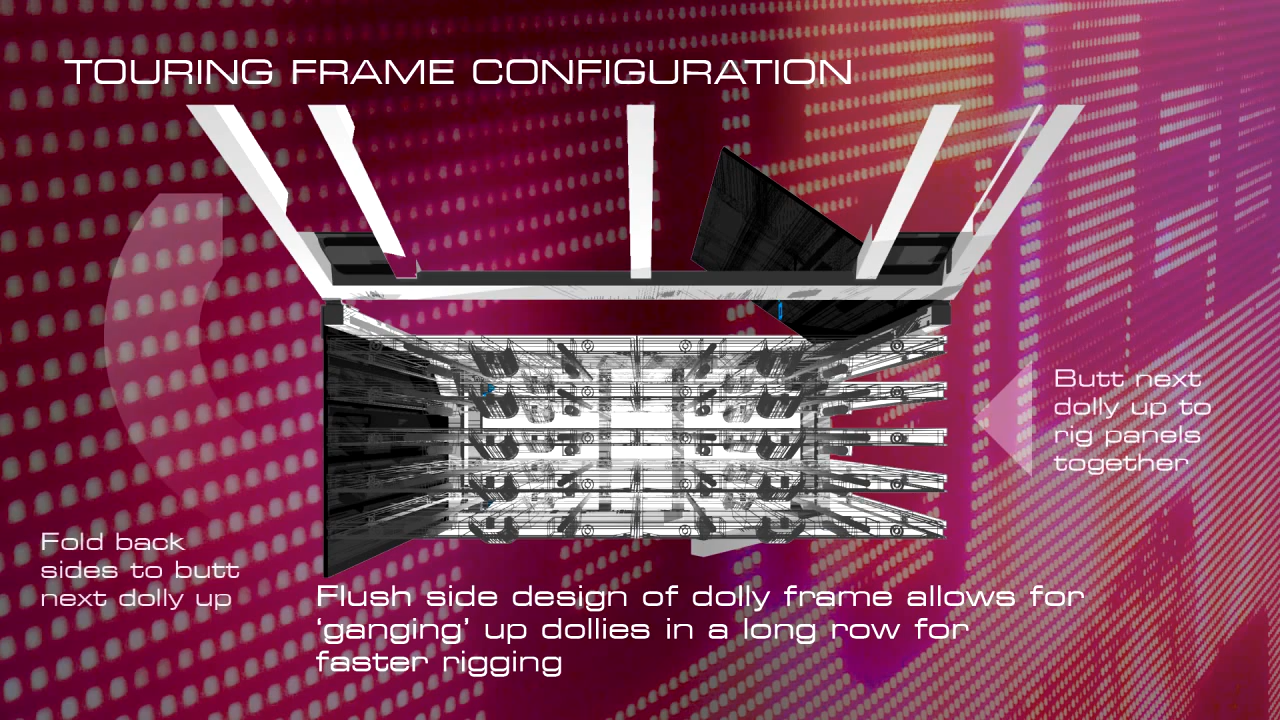 TOURING FRAME CONFIGURATION
Butt next
dolly up to
rig panels
together
Fold back
sides to butt
next dolly up
Flush side design of dolly frame allows for
‘ganging’ up dollies in a long row for
faster rigging